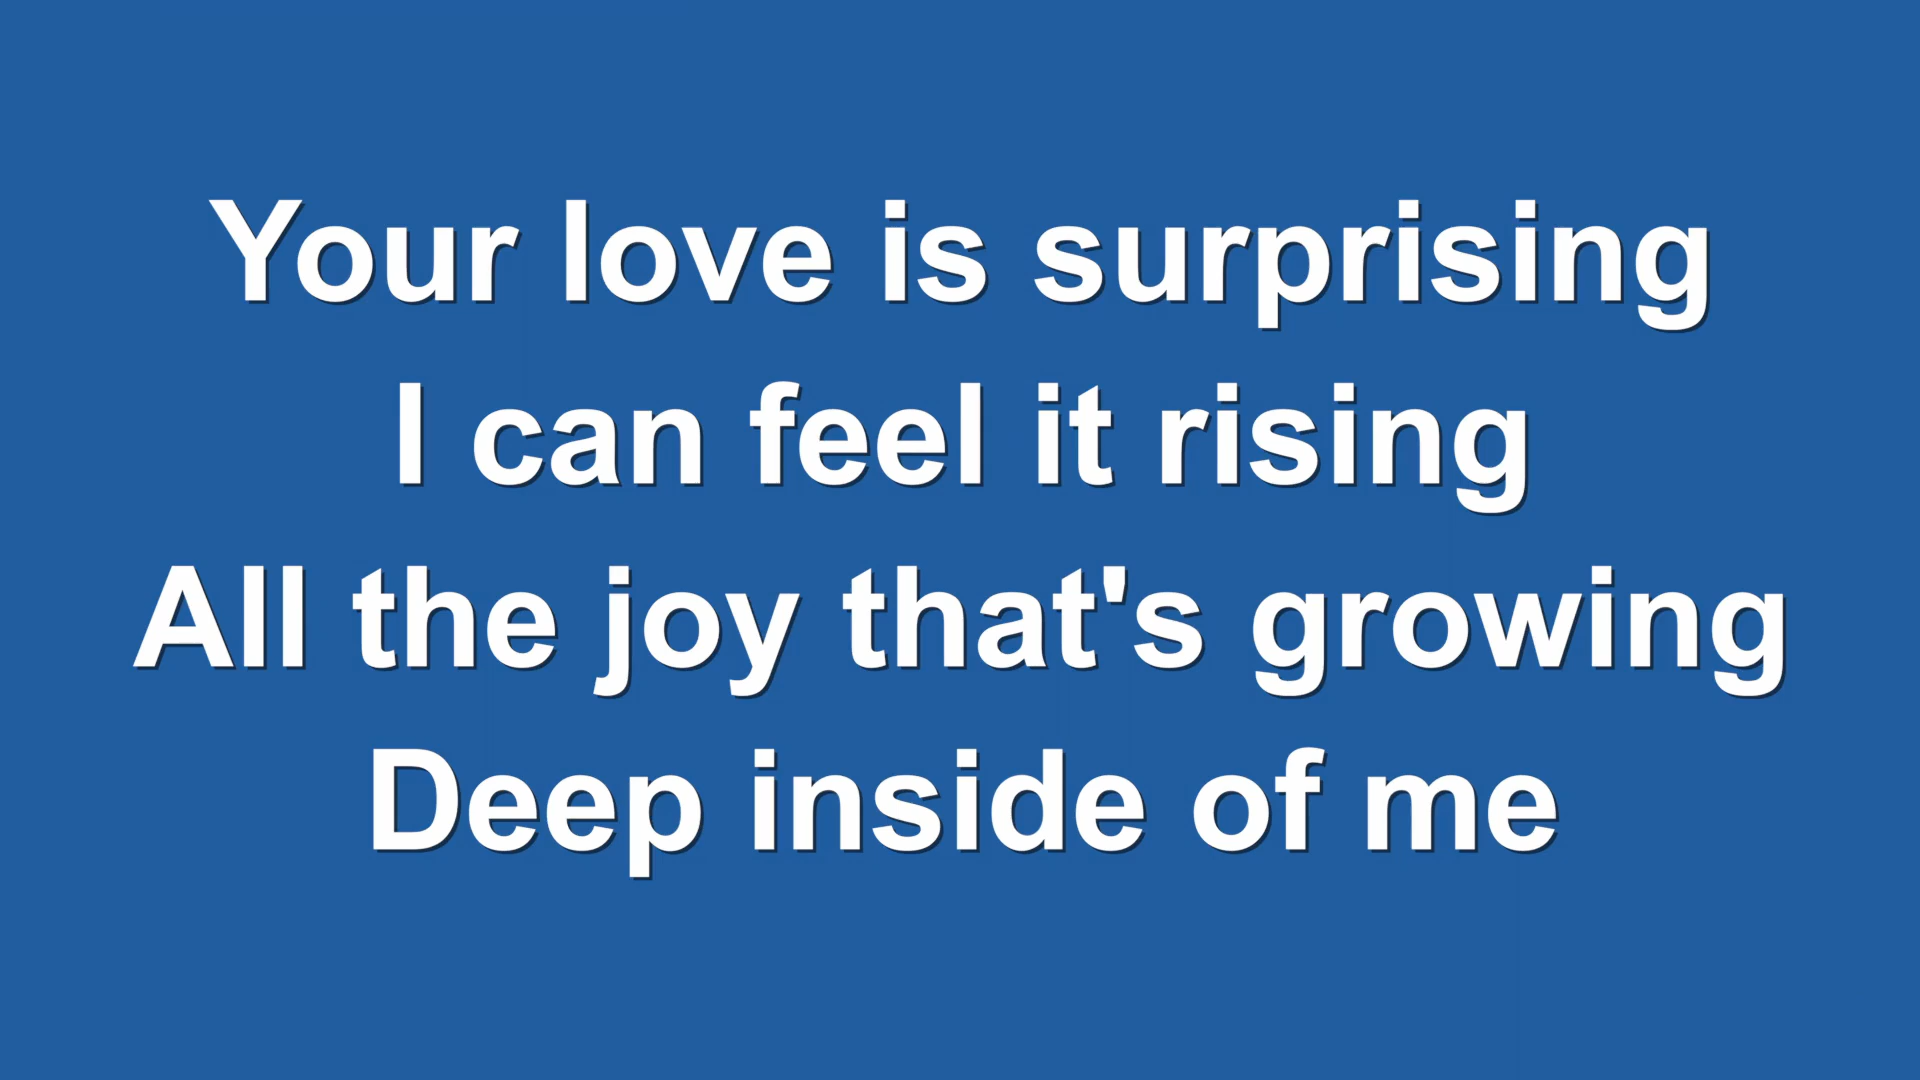 Your love is surprising
I can feel it rising
All the joy that's growing
Deep inside of me